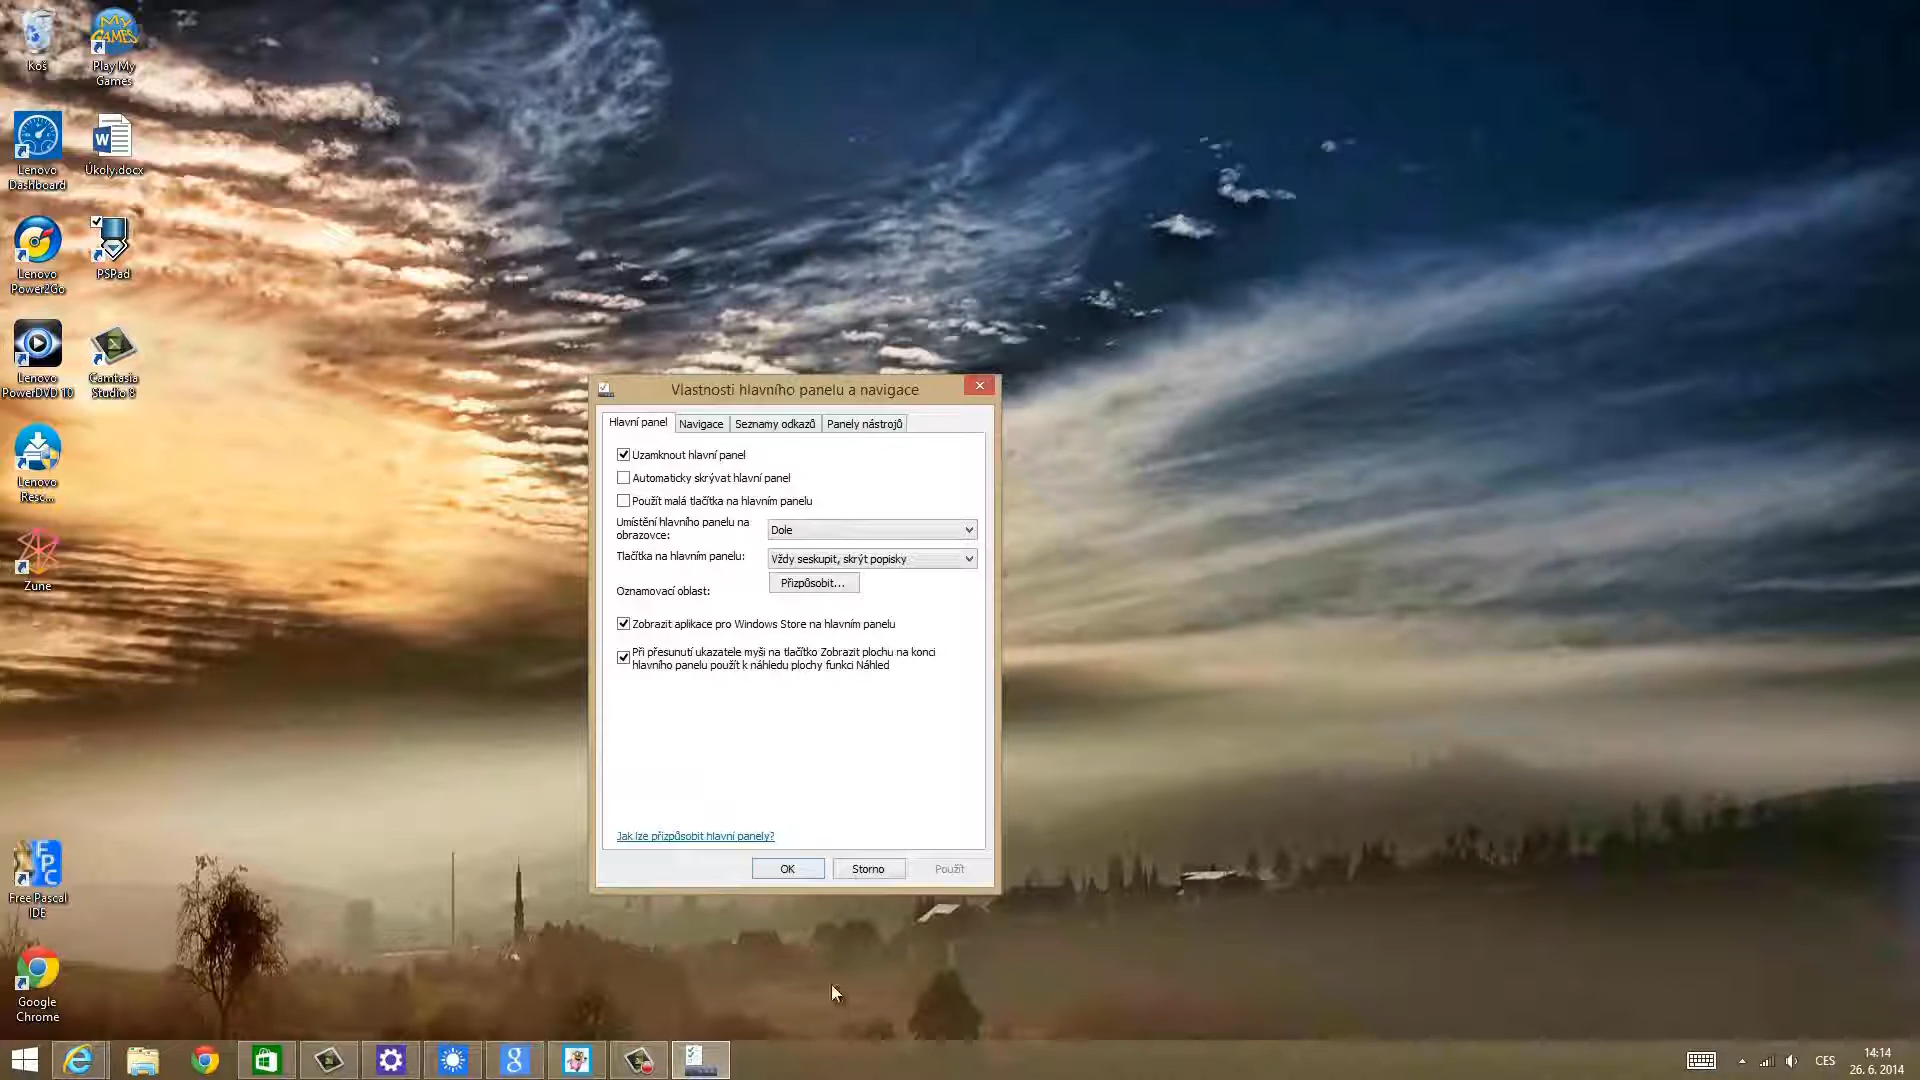 Koš
Play My
Games
Lenovo
Dashboard
Úkoly.docx
Lenovo
Power2Go
PSPad
Lenovo
PowerDVD 10
Camtasia
Studio 8
Lenovo
Resc...
Zune
Free Pascal
IDE
Google
Chrome
Vlastnosti hlavního panelu a navigace
Hlavní panel
Navigace
Seznamy odkazů
Panely nástrojů
Uzamknout hlavní panel
Automaticky skrývat hlavní panel
Použít malá tlačítka na hlavním panelu
Umístění hlavního panelu na
obrazovce:
Dole
Tlačítka na hlavním panelu:
Vždy seskupit, skrýt popisky
Oznamovací oblast:
Přizpůsobit...
Zobrazit aplikace pro Windows Store na hlavním panelu
Při přesunutí ukazatele myši na tlačítko Zobrazit plochu na konci
hlavního panelu použít k náhledu plochy funkci Náhled
Jak lze přizpůsobit hlavní panely?
OK
Storno
Použít
CES
14:14
26. 6. 2014